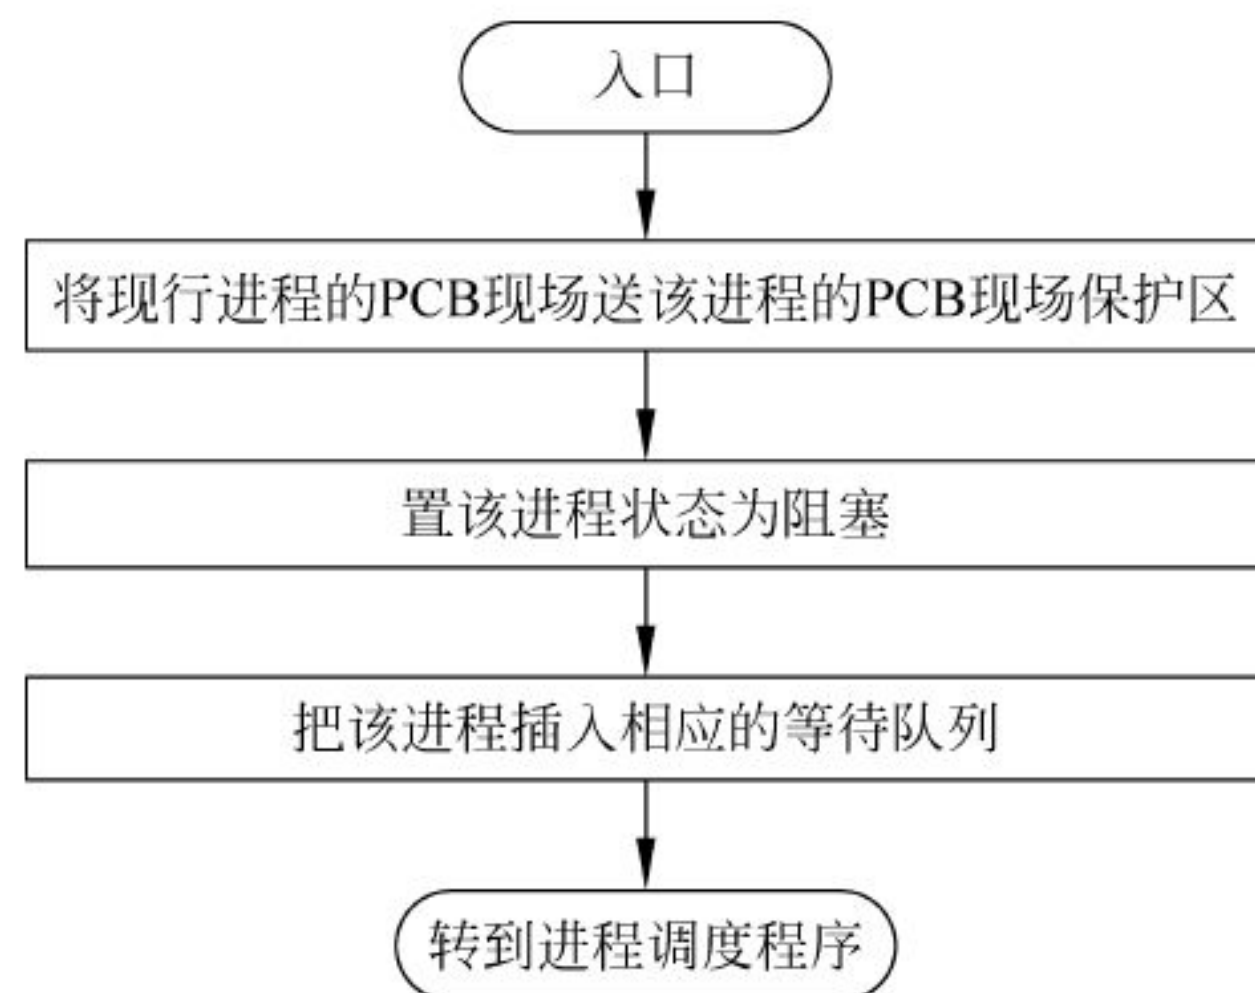 入口
将现行进程的PCB现场送该进程的PCB现场保护区
置该进程状态为阻塞
把该进程插入相应的等待队列
转到进程调度程序